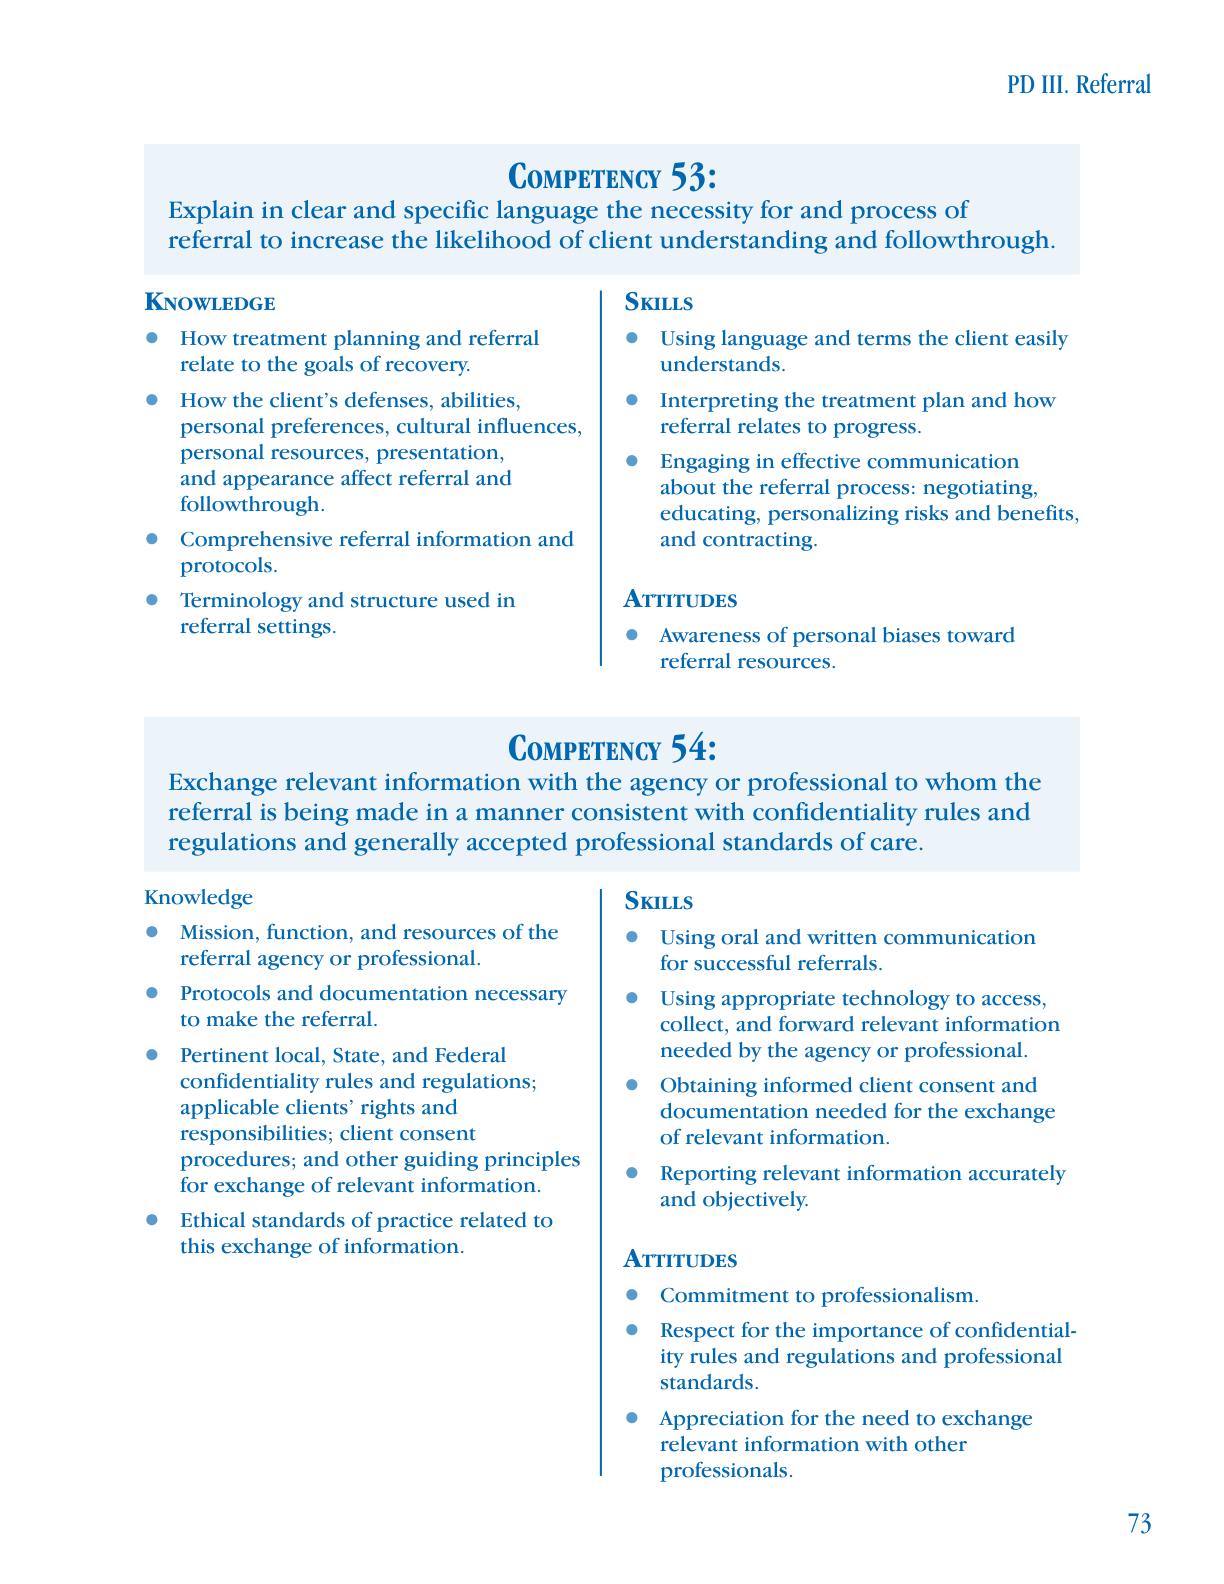 PD III. Referral
COMPETENCY 53:
Explain in clear and specific language the necessity for and process of
referral to increase the likelihood of client understanding and followthrough.
KNOWLEDGE
● How treatment planning and referral
relate to the goals of recovery.
● How the client’s defenses, abilities,
personal preferences, cultural influences,
personal resources, presentation,
and appearance affect referral and
followthrough.
● Comprehensive referral information and
protocols.
● Terminology and structure used in
referral settings.
SKILLS
● Using language and terms the client easily
understands.
● Interpreting the treatment plan and how
referral relates to progress.
● Engaging in effective communication
about the referral process: negotiating,
educating, personalizing risks and benefits,
and contracting.
ATTITUDES
● Awareness of personal biases toward
referral resources.
COMPETENCY 54:
Exchange relevant information with the agency or professional to whom the
referral is being made in a manner consistent with confidentiality rules and
regulations and generally accepted professional standards of care.
Knowledge
● Mission, function, and resources of the
referral agency or professional.
● Protocols and documentation necessary
to make the referral.
● Pertinent local, State, and Federal
confidentiality rules and regulations;
applicable clients’ rights and
responsibilities; client consent
procedures; and other guiding principles
for exchange of relevant information.
● Ethical standards of practice related to
this exchange of information.
SKILLS
● Using oral and written communication
for successful referrals.
● Using appropriate technology to access,
collect, and forward relevant information
needed by the agency or professional.
● Obtaining informed client consent and
documentation needed for the exchange
of relevant information.
● Reporting relevant information accurately
and objectively.
ATTITUDES
● Commitment to professionalism.
● Respect for the importance of confidential-
ity rules and regulations and professional
standards.
● Appreciation for the need to exchange
relevant information with other
professionals.
73